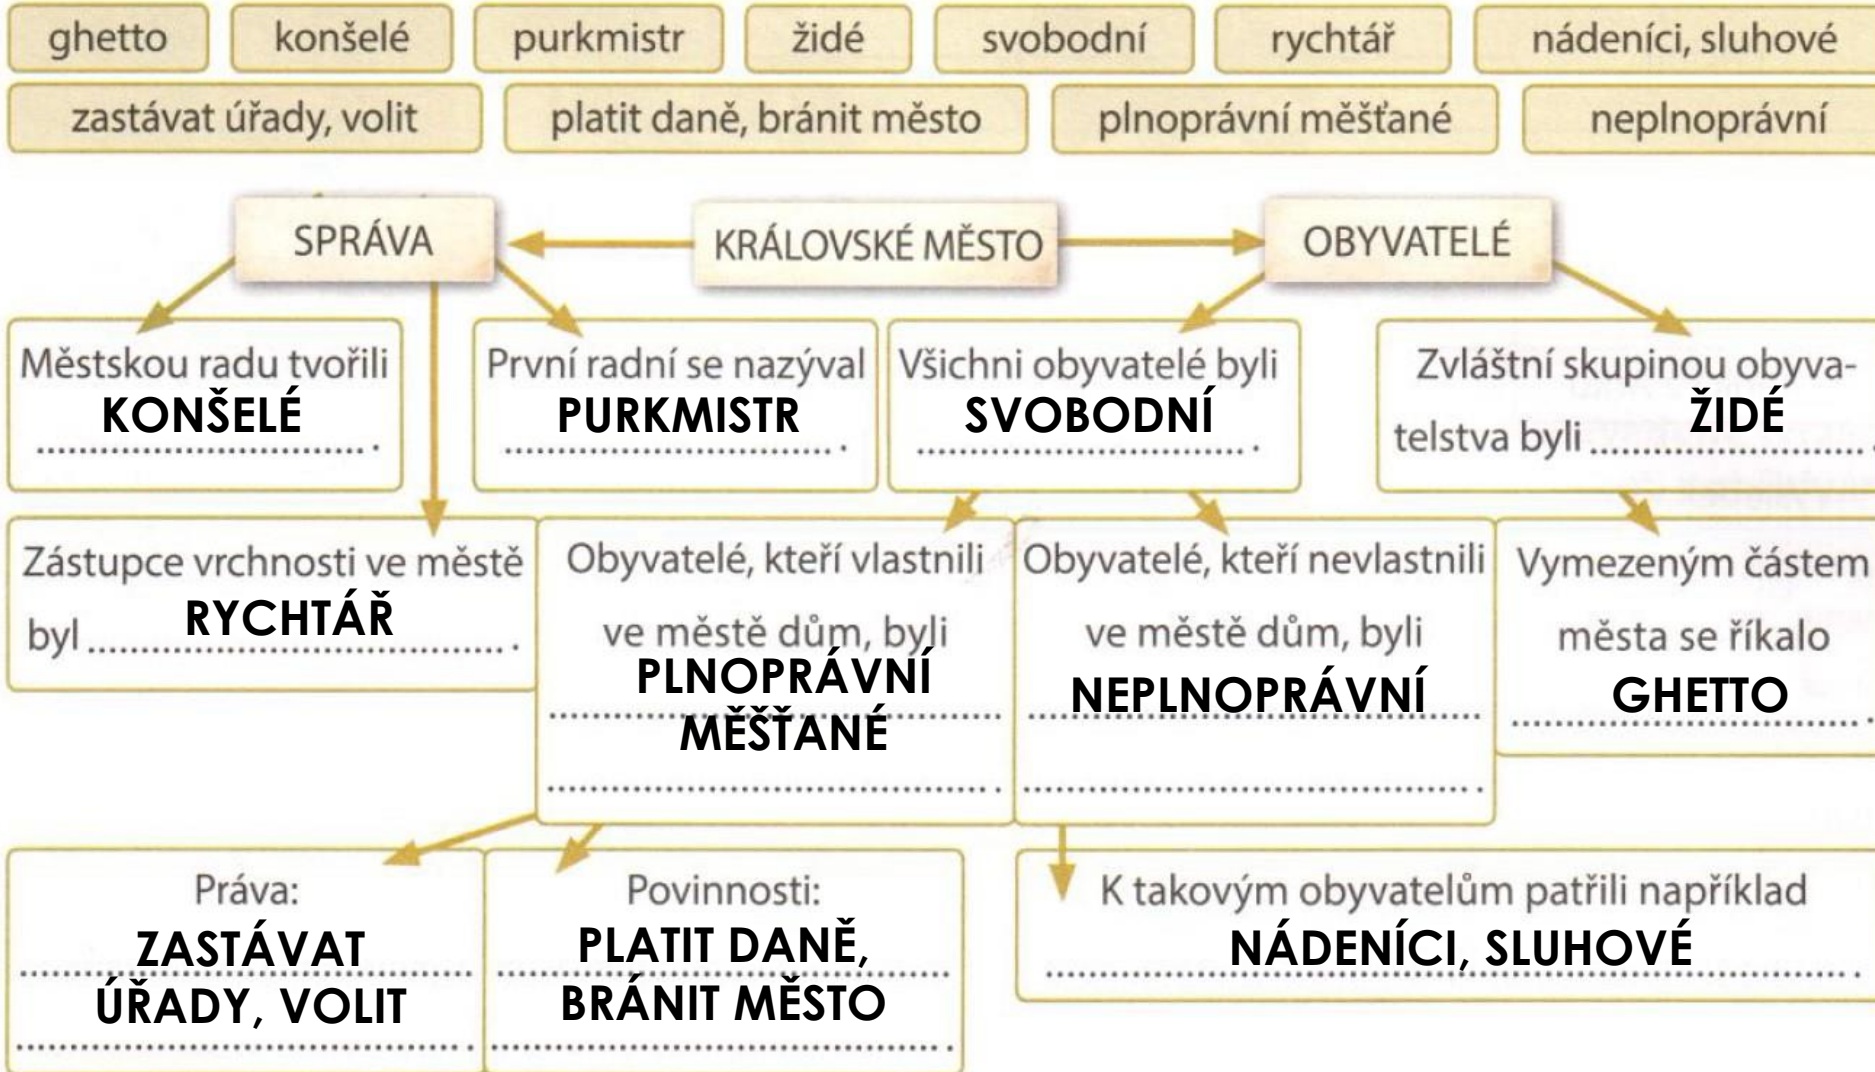 ghetto
konšelé
purkmistr
židé
svobodní
rychtář
nádeníci, sluhové
zastávat úřady, volit
platit daně, bránit město
plnoprávní měšťané
neplnoprávní
SPRÁVA
KRÁLOVSKÉ MĚSTO
OBYVATELÉ
Městskou radu tvořili
KONŠELÉ
.
První radní se nazýval
PURKMISTR
.
Všichni obyvatelé byli
SVOBODNÍ
.
Zvláštní skupinou obyva-
telstva byli ŽIDÉ.
Zástupce vrchnosti ve městě
byl RYCHTÁŘ.
Obyvatelé, kteří vlastnili
ve městě dům, byli
PLNOPRÁVNÍ
MĚŠŤANÉ
.
Obyvatelé, kteří nevlastnili
ve městě dům, byli
NEPLNOPRÁVNÍ
.
Vymezeným částem
města se říkalo
GHETTO
.
Práva:
ZASTÁVAT
ÚŘADY, VOLIT
.
Povinnosti:
PLATIT DANĚ,
BRÁNIT MĚSTO
.
K takovým obyvatelům patřili například
NÁDENÍCI, SLUHOVÉ
.